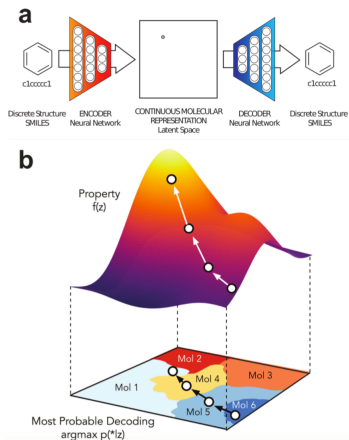 a
c1ccccc1
c1ccccc1
Discrete Structure
SMILES
ENCODER
Neural Network
CONTINUOUS MOLECULAR
REPRESENTATION
Latent Space
DECODER
Neural Network
Discrete Structure
SMILES
b
Property
f(z)
Mol 2
Mol 3
Mol 4
Mol 1
Mol 5
Mol 6
Most Probable Decoding
argmax p(*|z)